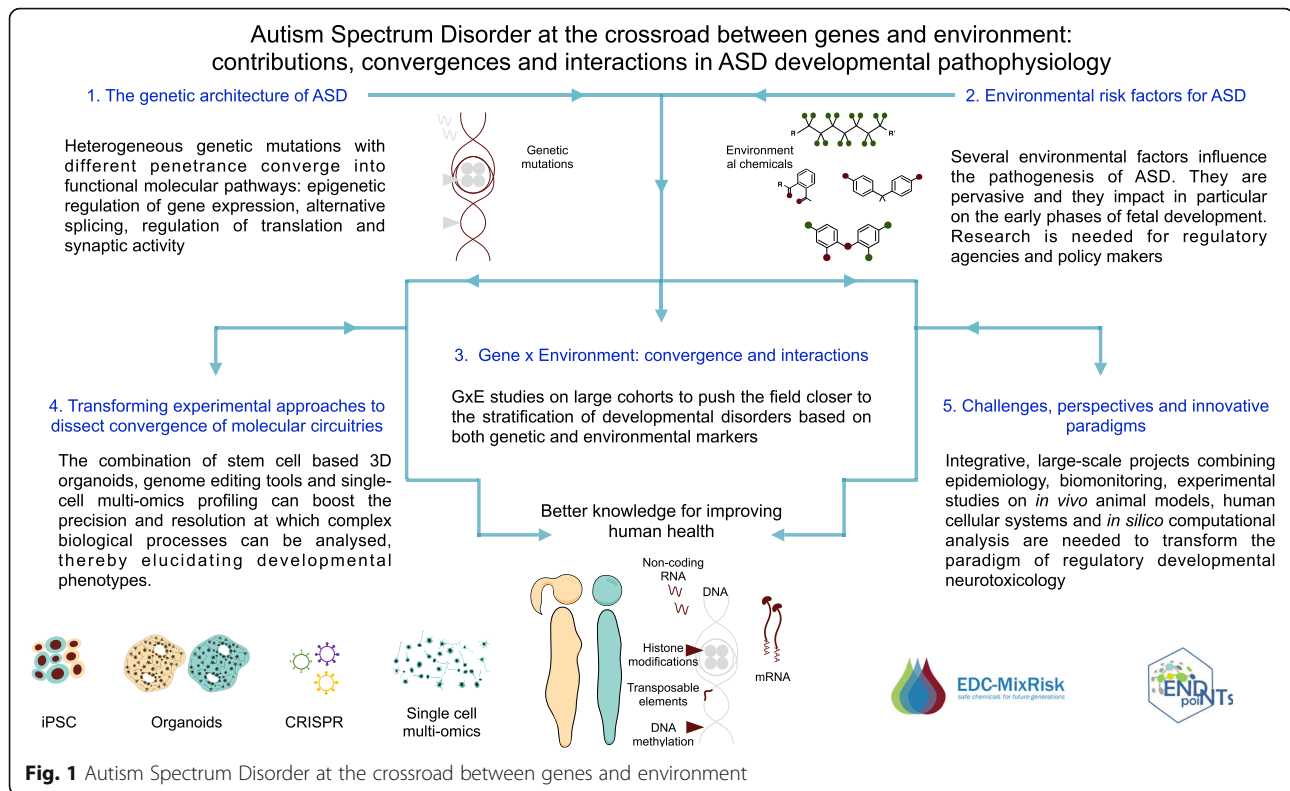 Autism Spectrum Disorder at the crossroad between genes and environment:
contributions, convergences and interactions in ASD developmental pathophysiology
1. The genetic architecture of ASD
2. Environmental risk factors for ASD
Heterogeneous genetic mutations with
different penetrance converge into
functional molecular pathways: epigenetic
regulation of gene expression, alternative
splicing, regulation of translation and
synaptic activity
Genetic
mutations
Environment
al chemicals
R
R'
R
Several environmental factors influence
the pathogenesis of ASD. They are
pervasive and they impact in particular
on the early phases of fetal development.
Research is needed for regulatory
agencies and policy makers
3. Gene x Environment: convergence and interactions
GxE studies on large cohorts to push the field closer to
the stratification of developmental disorders based on
both genetic and environmental markers
4. Transforming experimental approaches to
dissect convergence of molecular circuitries
The combination of stem cell based 3D
organoids, genome editing tools and single-
cell multi-omics profiling can boost the
precision and resolution at which complex
biological processes can be analysed,
thereby elucidating developmental
phenotypes.
5. Challenges, perspectives and innovative
paradigms
Integrative, large-scale projects combining
epidemiology, biomonitoring, experimental
studies on in vivo animal models, human
cellular systems and in silico computational
analysis are needed to transform the
paradigm of regulatory developmental
neurotoxicology
Better knowledge for improving
human health
Non-coding
RNA
DNA
Histone
modifications
mRNA
Transposable
elements
DNA
methylation
iPSC
Organoids
CRISPR
Single cell
multi-omics
EDC-MixRisk
safe chemicals for future generations
END
poiNTs
Fig. 1 Autism Spectrum Disorder at the crossroad between genes and environment